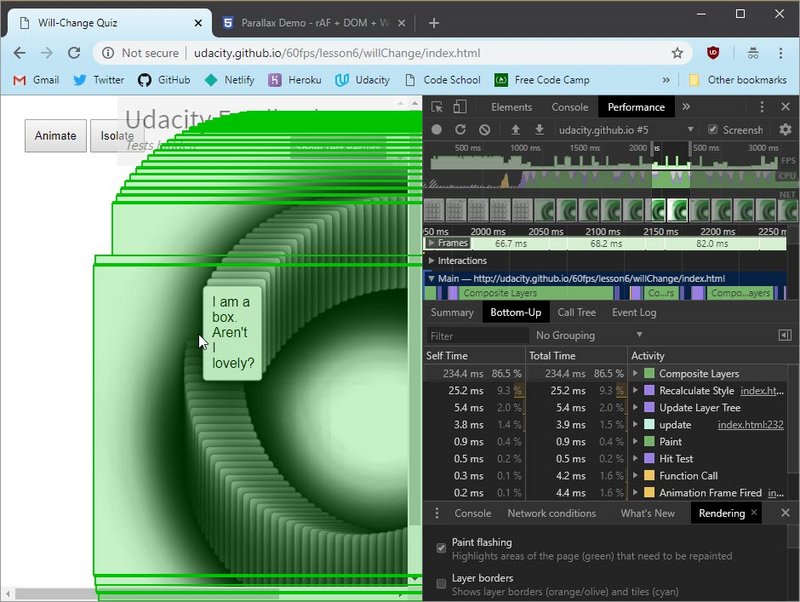 Will-Change Quiz
Parallax Demo - rAF + DOM + W
Not secure | udacity.github.io/60fps/lesson6/willChange/index.html
Gmail Twitter GitHub Netlify Heroku Udacity Code School Free Code Camp » Other bookmarks
Animate Isolate
Udacity
I am a
box.
Aren't
I
lovely?
Elements Console Performance »
udacity.github.io #5 Screensh
500 ms 1000 ms 1500 ms 2500 ms 3000 ms
FPS
CPU
NET
950 ms 2000 ms 2050 ms 2100 ms 2150 ms 2200 ms 2250 m
Frames 66.7 ms 68.2 ms 82.0 ms
Interactions
Main — http://udacity.github.io/60fps/lesson6/willChange/index.html
Composite Layers Co...rs Compo...ayers
Summary Bottom-Up Call Tree Event Log
Filter No Grouping
Self Time Total Time Activity
234.4 ms 86.5 % 234.4 ms 86.5 % Composite Layers
25.2 ms 9.3 % 25.2 ms 9.3 % Recalculate Style index.ht...
5.4 ms 2.0 % 5.4 ms 2.0 % Update Layer Tree
3.8 ms 1.4 % 3.9 ms 1.5 % update index.html:232
0.9 ms 0.4 % 0.9 ms 0.4 % Paint
0.5 ms 0.2 % 0.5 ms 0.2 % Hit Test
0.3 ms 0.1 % 4.2 ms 1.6 % Function Call
0.2 ms 0.1 % 4.4 ms 1.6 % Animation Frame Fired in...
Console Network conditions What's New Rendering
Paint flashing
Highlights areas of the page (green) that need to be repainted
Layer borders
Shows layer borders (orange/olive) and tiles (cyan)